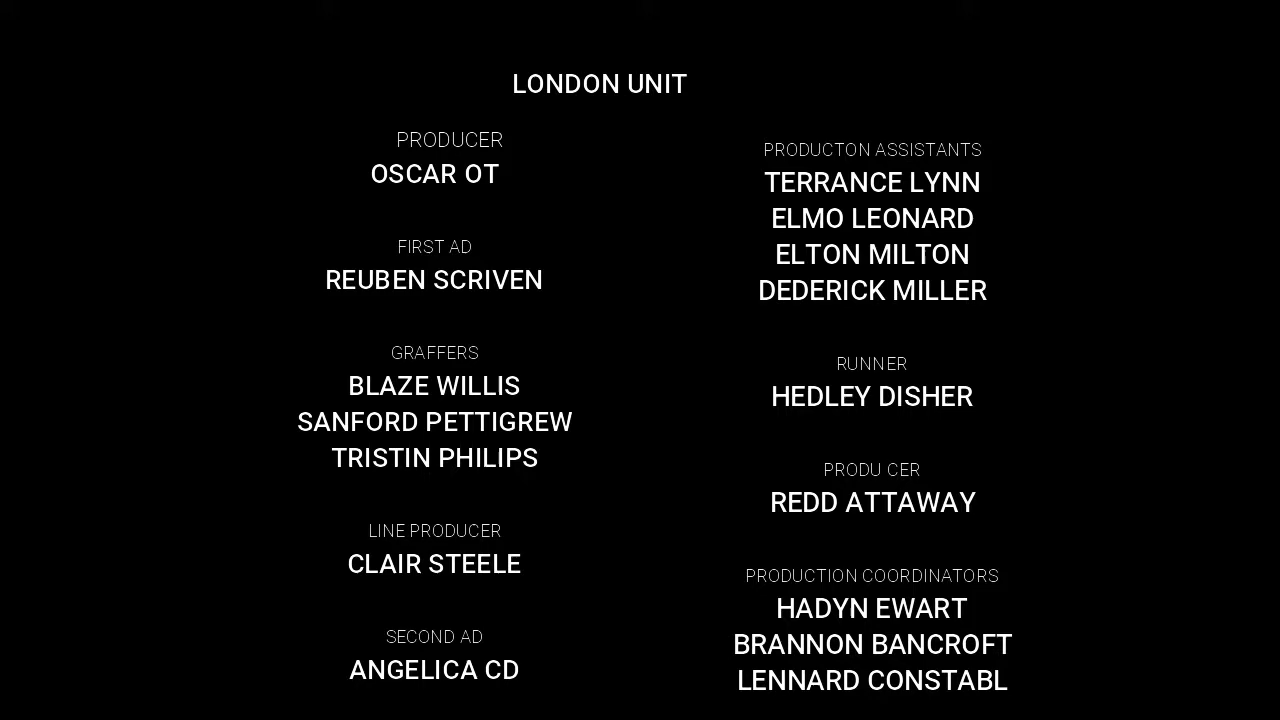 LONDON UNIT
PRODUCER
OSCAR OT
FIRST AD
REUBEN SCRIVEN
GRAFFERS
BLAZE WILLIS
SANFORD PETTIGREW
TRISTIN PHILIPS
LINE PRODUCER
CLAIR STEELE
SECOND AD
ANGELICA CD
PRODUCTON ASSISTANTS
TERRANCE LYNN
ELMO LEONARD
ELTON MILTON
DEDERICK MILLER
RUNNER
HEDLEY DISHER
PRODU CER
REDD ATTAWAY
PRODUCTION COORDINATORS
HADYN EWART
BRANNON BANCROFT
LENNARD CONSTABL